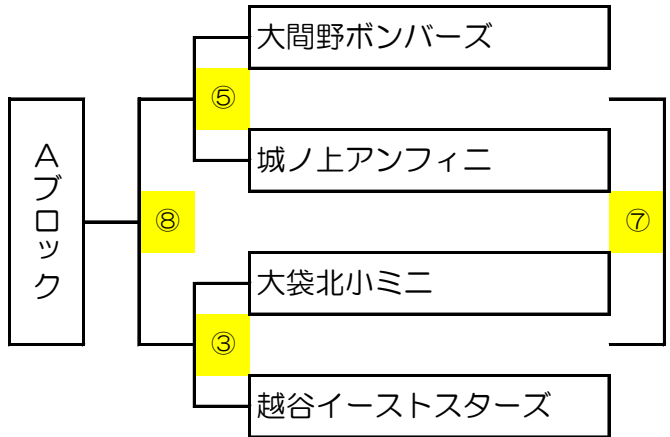 大間野ボンバーズ
⑤
城ノ上アンフィニ
Aブロック
⑧
⑦
大袋北小ミニ
③
越谷イーストスターズ